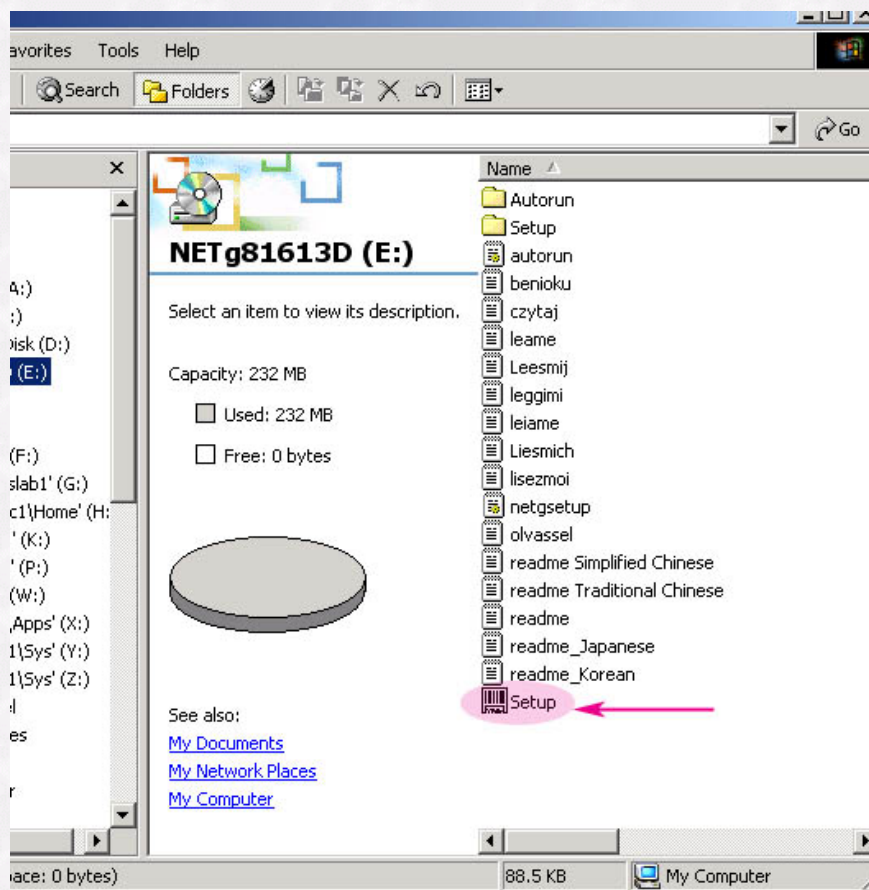 avorites Tools Help
Search Folders
Go
A:)
:)
Disk (D:)
(E:)
(F:)
slab1' (G:)
c1\Home' (H:
' (K:)
' (P:)
(W:)
\Apps' (X:)
1\Sys' (Y:)
1\Sys' (Z:)
el
es
r
NETg81613D (E:)
Select an item to view its description.
Capacity: 232 MB
Used: 232 MB
Free: 0 bytes
See also:
My Documents
My Network Places
My Computer
Name
Autorun
Setup
autorun
benioku
czytaj
leame
Leesmij
leggimi
leiame
Liesmich
lisezmoi
netgsetup
olvassel
readme Simplified Chinese
readme Traditional Chinese
readme
readme_Japanese
readme_Korean
Setup
pace: 0 bytes) 88.5 KB My Computer